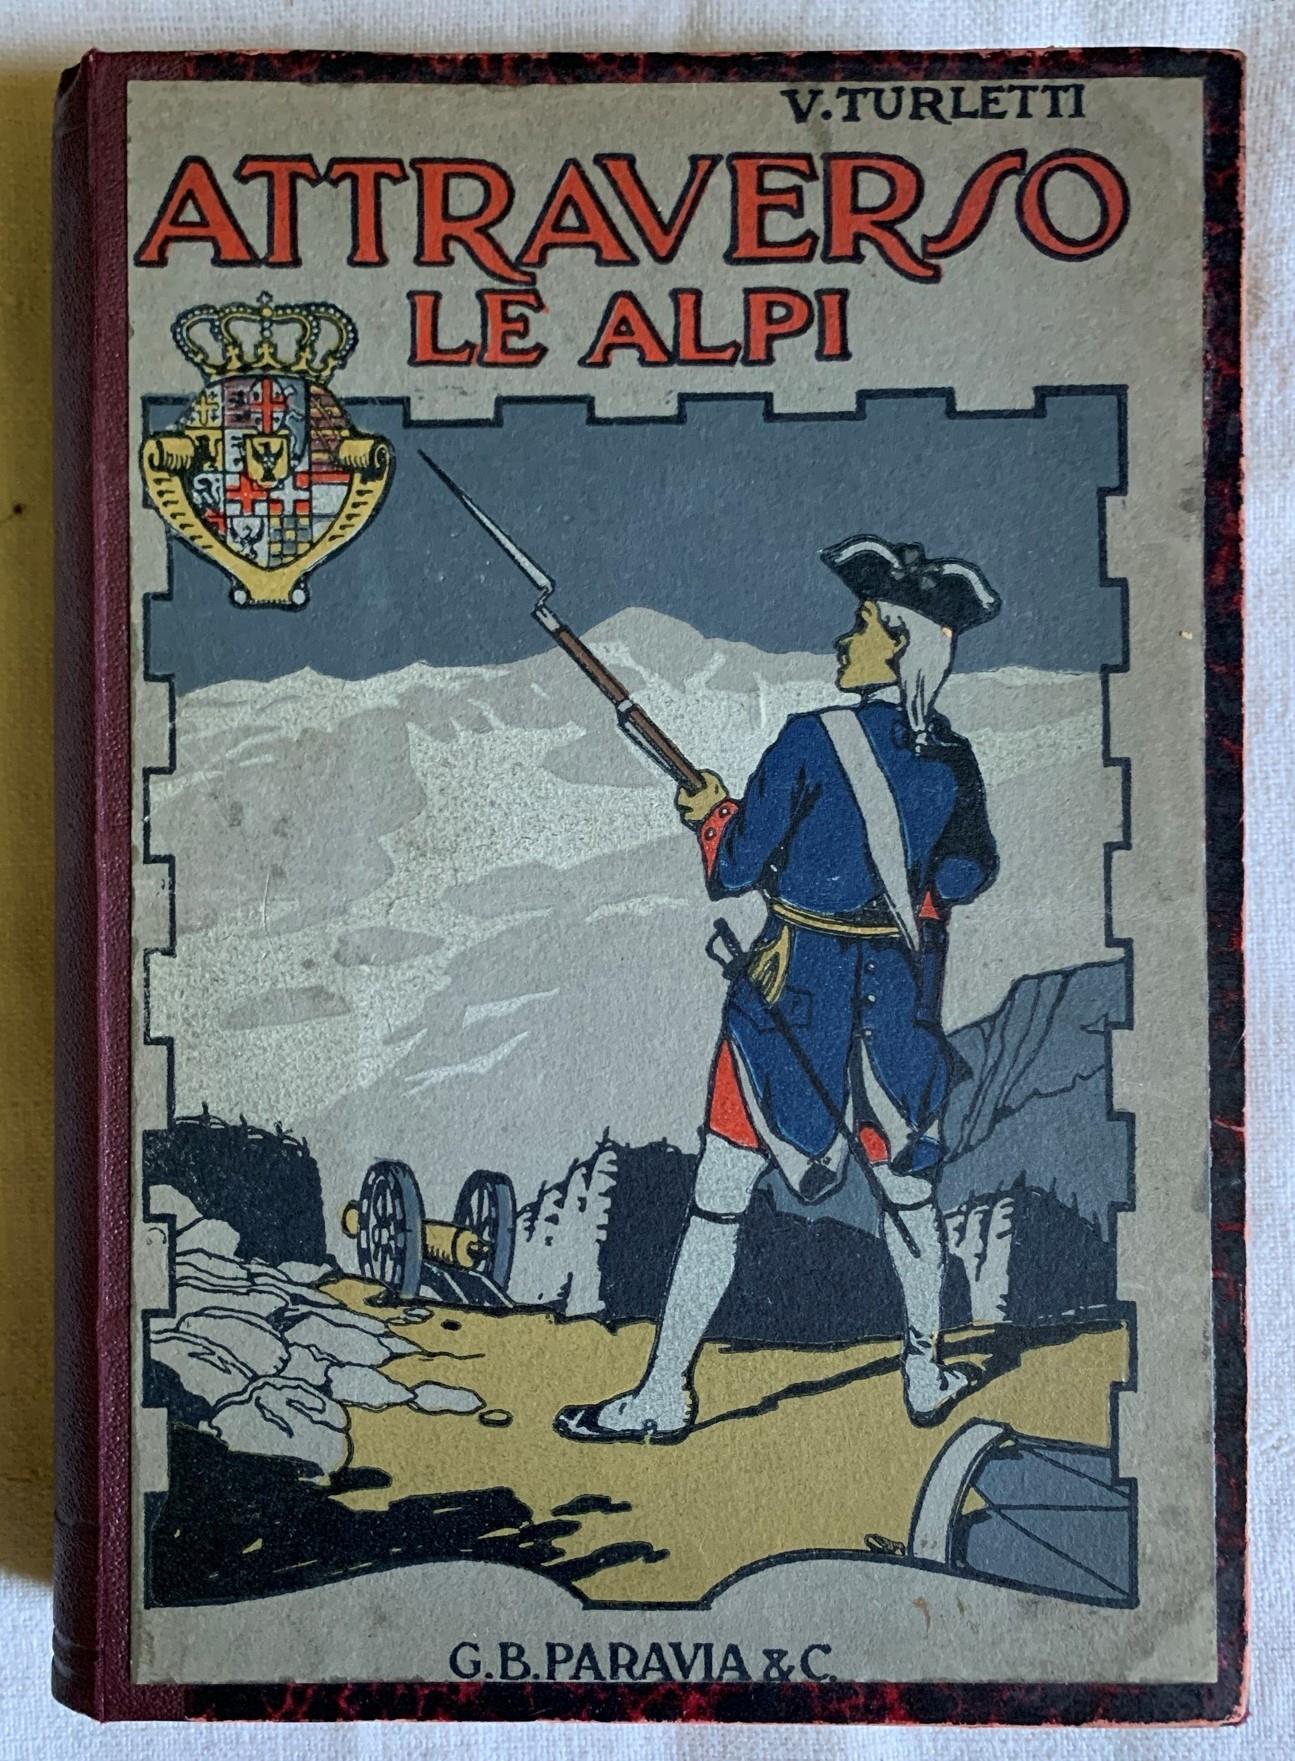 V. TURLETTI
ATTRAVERSO
LE ALPI
G.B. PARAVIA & C.